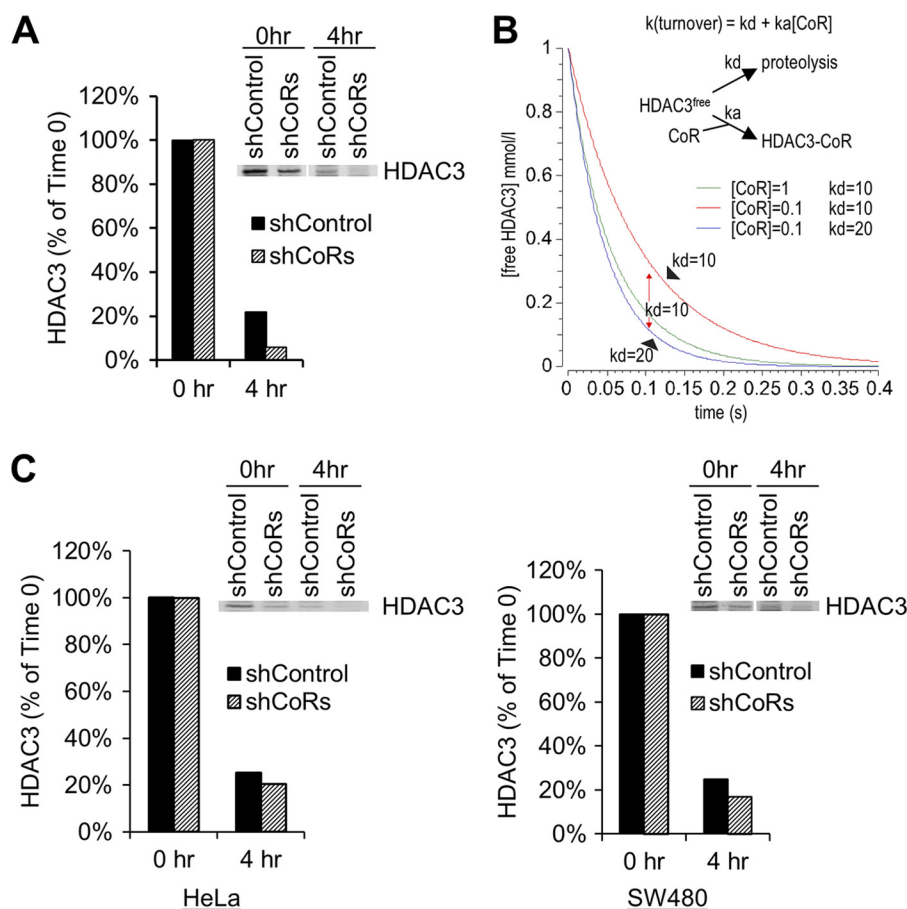 A
0hr 4hr
shControl
shCoRs
shControl
shCoRs
HDAC3
HDAC3 (% of Time 0)
120%
100%
80%
60%
40%
20%
0%
shControl
shCoRs
0 hr 4 hr
B
k(turnover) = kd + ka[CoR]
kd proteolysis
HDAC3free
ka
CoR
HDAC3-CoR
[CoR]=1 kd=10
[CoR]=0.1 kd=10
[CoR]=0.1 kd=20
[free HDAC3] mmol/l
1
0.8
0.6
0.4
0.2
0
kd=10
kd=10
kd=20
0 0.05 0.1 0.15 0.2 0.25 0.3 0.35 0.4
time (s)
C
0hr 4hr
shControl
shCoRs
shControl
shCoRs
HDAC3
HDAC3 (% of Time 0)
120%
100%
80%
60%
40%
20%
0%
shControl
shCoRs
0 hr 4 hr
HeLa
0hr 4hr
shControl
shCoRs
shControl
shCoRs
HDAC3
HDAC3 (% of Time 0)
120%
100%
80%
60%
40%
20%
0%
shControl
shCoRs
0 hr 4 hr
SW480